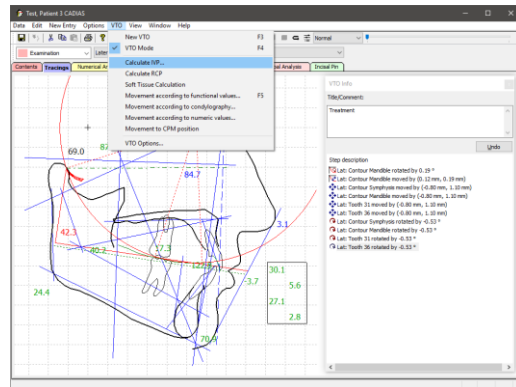 Test, Patient 3 CADIAS
Data Edit New Entry Options VTO View Window Help
Normal
Examination
Contents Tracings Numerical Analysis Incisal Pin
New VTO F3
VTO Mode F4
Calculate IVP...
Calculate RCP
Soft Tissue Calculation
Movement according to functional values... F5
Movement according to condylography...
Movement according to numeric values...
Movement to CPM position
VTO Options...
69.0
84.7
42.3
40.2
17.3
3.1
-3.7
24.4
30.1
5.6
27.1
2.8
VTO info
Title/Comment:
Treatment
Undo
Step description
Lat: Contour Mandible rotated by 0.19 °
Lat: Contour Mandible moved by (0.12 mm, 0.19 mm)
Lat: Contour Symphysis moved by (-0.80 mm, 1.10 mm)
Lat: Contour Mandible moved by (-0.80 mm, 1.10 mm)
Lat: Tooth 31 moved by (-0.80 mm, 1.10 mm)
Lat: Tooth 36 moved by (-0.80 mm, 1.10 mm)
Lat: Contour Symphysis rotated by -0.53 °
Lat: Contour Mandible rotated by -0.53 °
Lat: Tooth 31 rotated by -0.53 °
Lat: Tooth 36 rotated by -0.53 °